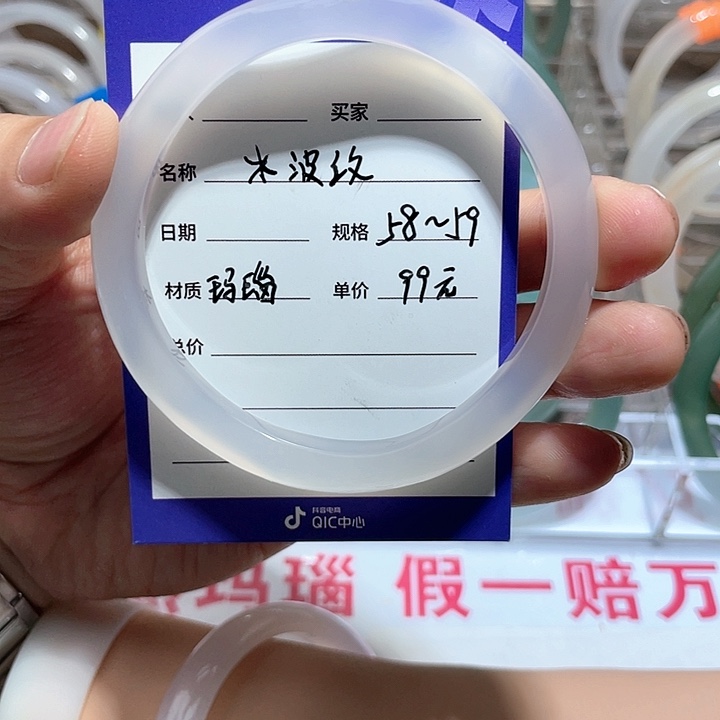 买家
名称 水波纹
日期 规格 58~59
材质 玛瑙 单价 99元
总价
抖音电商
QIC中心
玛瑙 假一赔万